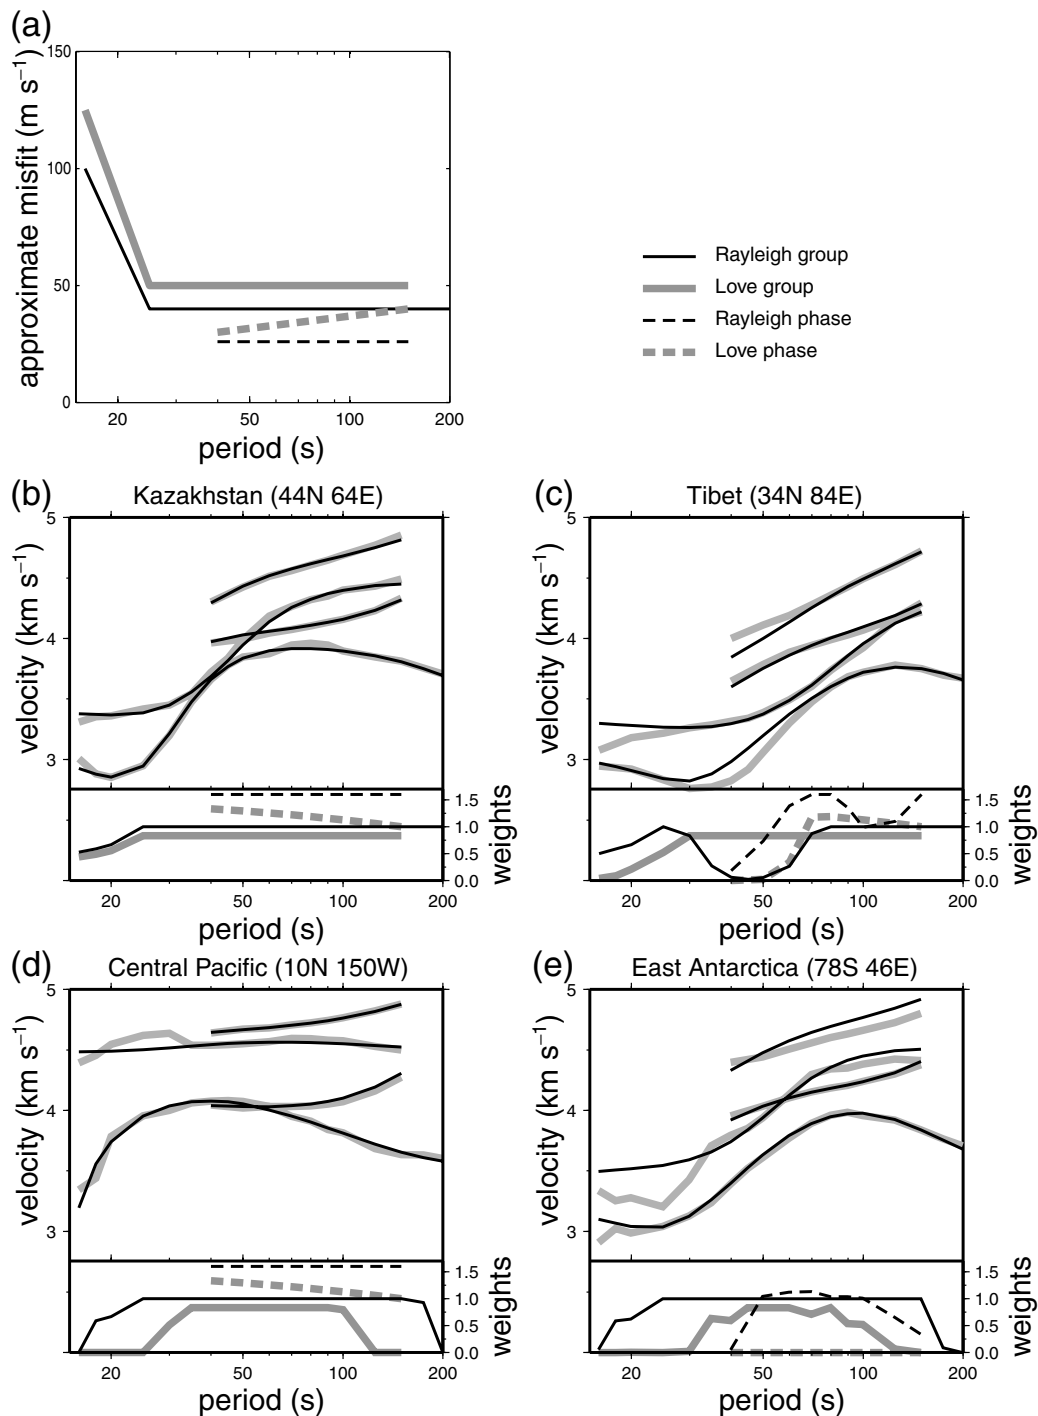 (a)
150
100
50
0
approximate misfit (m s⁻¹)
20 50 100 200
period (s)
Rayleigh group
Love group
Rayleigh phase
Love phase
(b)
Kazakhstan (44N 64E)
5
4
3
velocity (km s⁻¹)
1.5
1.0
0.5
0.0
weights
20 50 100 200
period (s)
(c)
Tibet (34N 84E)
5
4
3
velocity (km s⁻¹)
1.5
1.0
0.5
0.0
weights
20 50 100 200
period (s)
(d)
Central Pacific (10N 150W)
5
4
3
velocity (km s⁻¹)
1.5
1.0
0.5
0.0
weights
20 50 100 200
period (s)
(e)
East Antarctica (78S 46E)
5
4
3
velocity (km s⁻¹)
1.5
1.0
0.5
0.0
weights
20 50 100 200
period (s)